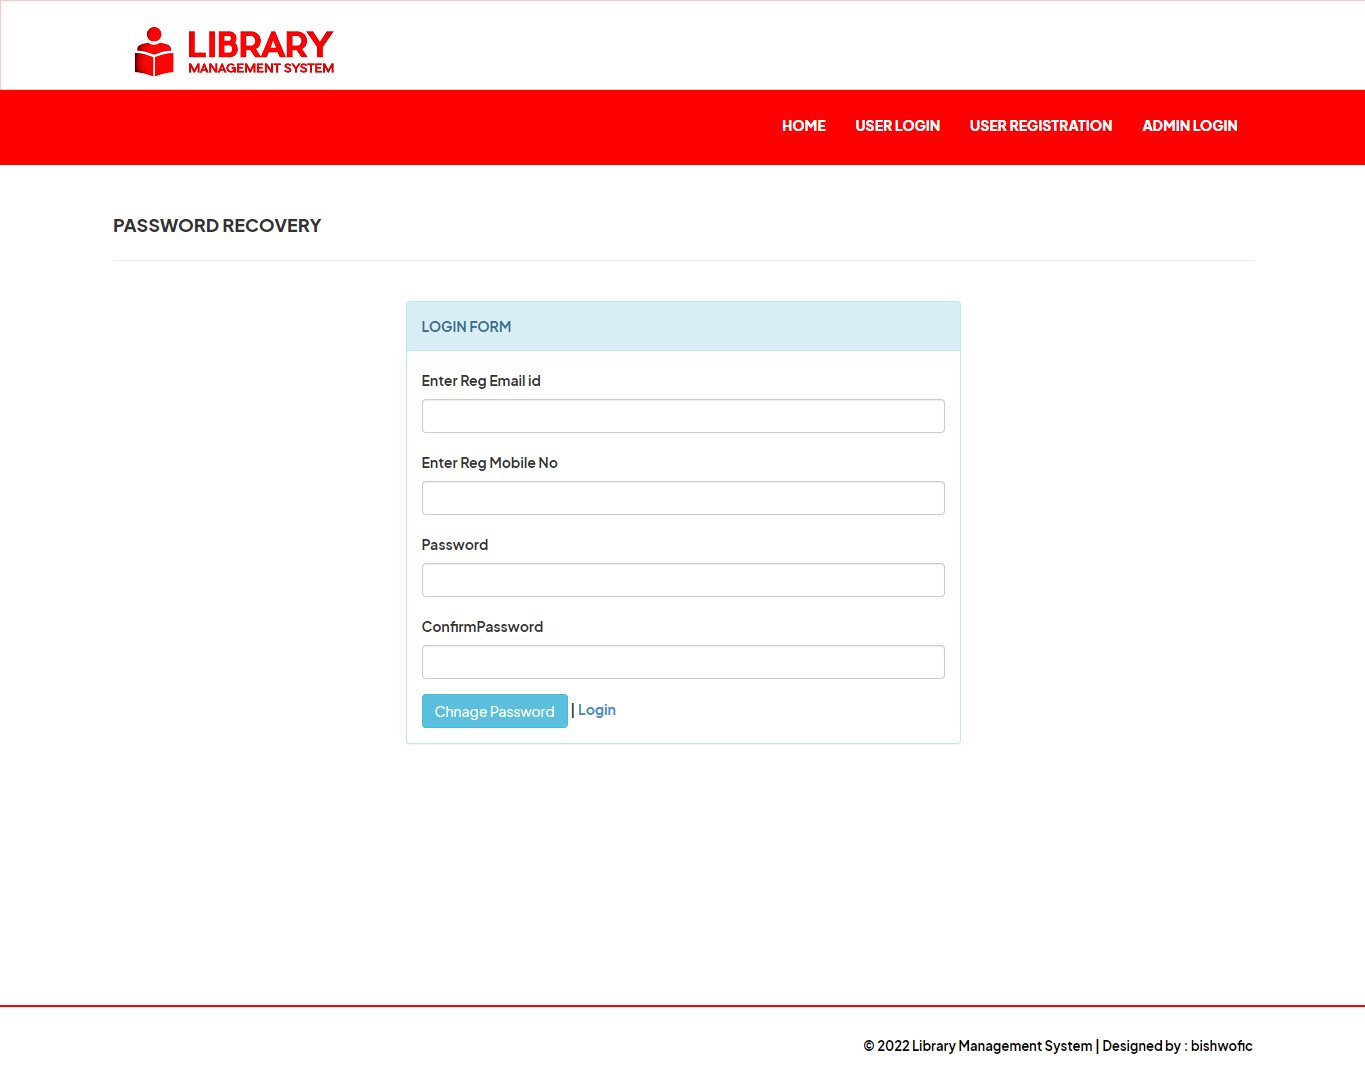 LIBRARY
MANAGEMENT SYSTEM
HOME USER LOGIN USER REGISTRATION ADMIN LOGIN
PASSWORD RECOVERY
LOGIN FORM
Enter Reg Email id
Enter Reg Mobile No
Password
ConfirmPassword
Chnage Password | Login
© 2022 Library Management System | Designed by : bishwofic